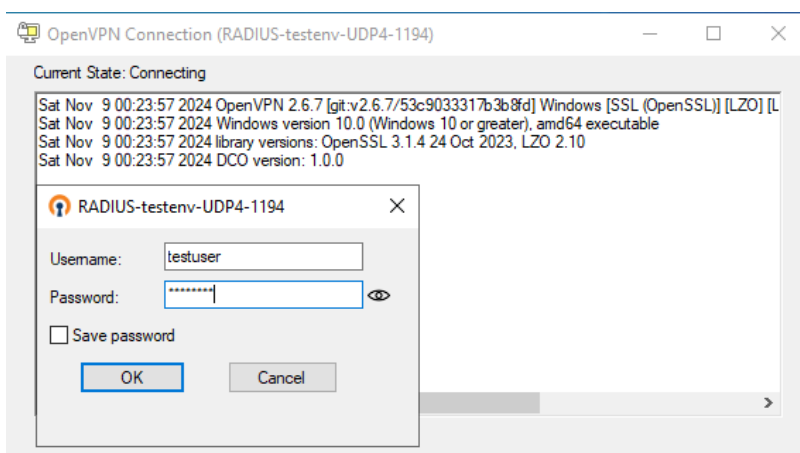 OpenVPN Connection (RADIUS-testenv-UDP4-1194)
Current State: Connecting
Sat Nov 9 00:23:57 2024 OpenVPN 2.6.7 [git:v2.6.7/53c9033317b3b8fd] Windows [SSL (OpenSSL)] [LZO] [L
Sat Nov 9 00:23:57 2024 Windows version 10.0 (Windows 10 or greater), amd64 executable
Sat Nov 9 00:23:57 2024 library versions: OpenSSL 3.1.4 24 Oct 2023, LZO 2.10
Sat Nov 9 00:23:57 2024 DCO version: 1.0.0
RADIUS-testenv-UDP4-1194
Username: testuser
Password: ********
Save password
OK Cancel